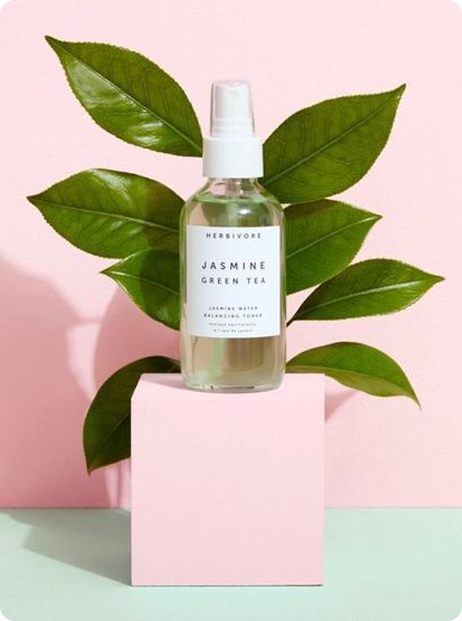 HERBIVORE
JASMINE
GREEN TEA
JASMINE WATER
BALANCING TONER